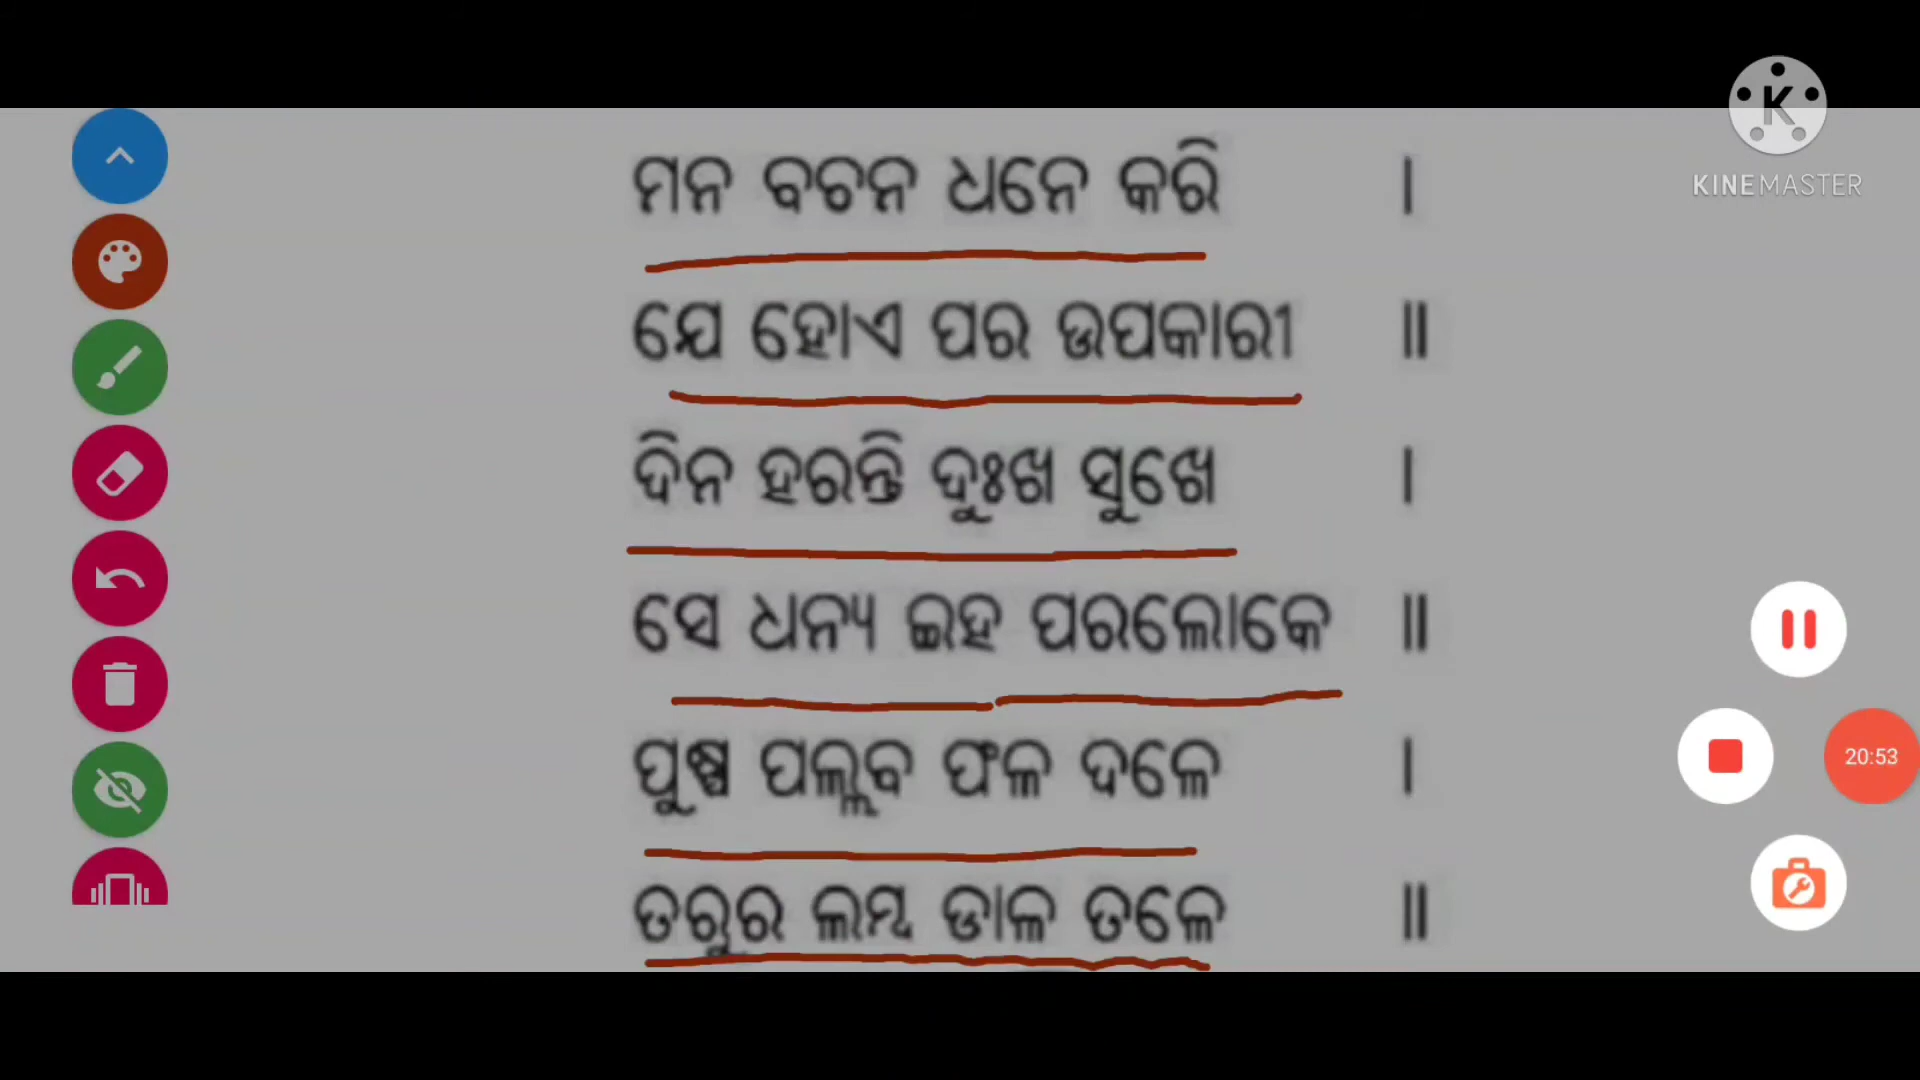 ମନ ବଚନ ଧନେ କରି ।
ଯେ ହୋଏ ପର ଉପକାରୀ ॥
ଦିନ ହରନ୍ତି ଦୁଃଖ ସୁଖେ ।
ସେ ଧନ୍ୟ ଇହ ପରଲୋକେ ॥
ପୁଷ୍ପ ପଲ୍ଲବ ଫଳ ଦଳେ ।
ତରୁର ଲମ୍ବ ଡାଳ ତଳେ ॥
K
KINEMASTER
20:53